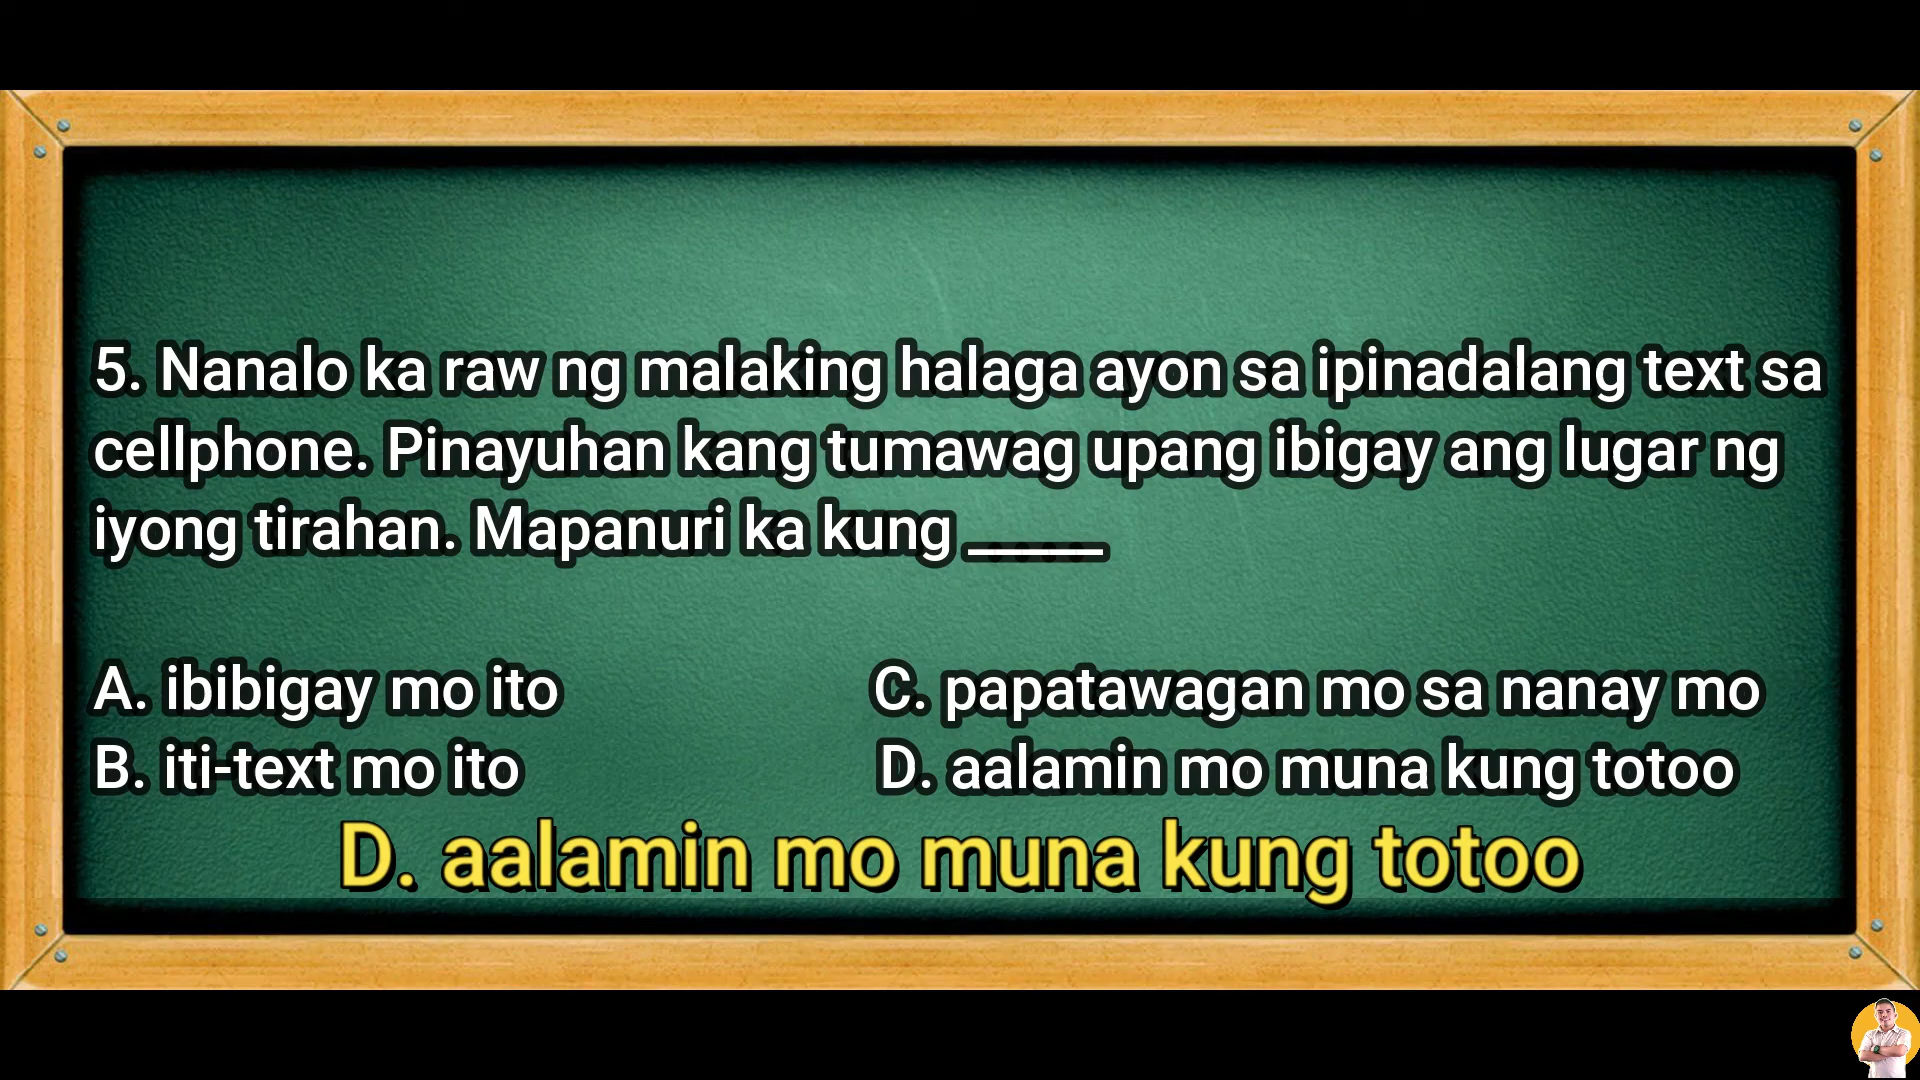 5. Nanalo ka raw ng malaking halaga ayon sa ipinadalang text sa
cellphone. Pinayuhan kang tumawag upang ibigay ang lugar ng
iyong tirahan. Mapanuri ka kung _____
A. ibibigay mo ito
B. iti-text mo ito
C. papatawagan mo sa nanay mo
D. aalamin mo muna kung totoo
D. aalamin mo muna kung totoo